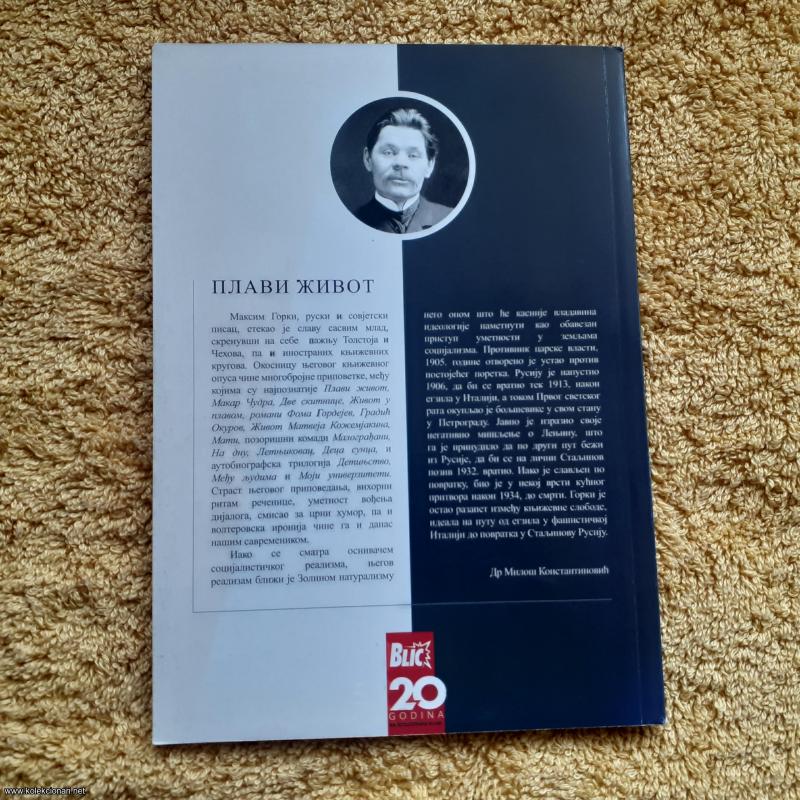 ПЛАВИ ЖИВОТ
Максим Горки, руски и совјетски
писац, стекао је славу сасвим млад,
скренувши на себе пажњу Толстоја и
Чехова, па и иностраних књижевних
кругова. Окосницу његовог књижевног
опуса чине многобројне приповетке, међу
којима су најпознатије Плави живот,
Макар Чудра, Две скитнице, Живот у
плавом, романи Фома Гордејев, Градић
Окуров, Живот Матвеја Кожемјакина,
Мати, позоришни комади Малограђани,
На дну, Летњиковац, Деца сунца, и
аутобиографска трилогија Детињство,
Међу људима и Моји универзитети.
Страст његовог приповедања, вихорни
ритам реченице, уметност вођења
дијалога, смисао за црни хумор, па и
волтеровска иронија чине га и данас
нашим савремеником.
Иако се сматра оснивачем
социјалистичког реализма, његов
реализам ближи је Золином натурализму
него оном што ће касније владавина
идеологије наметнути као обавезан
приступ уметности у земљама
социјализма. Противник царске власти,
1905. године отворено је устао против
постојећег поретка. Русију је напустио
1906, да би се вратио тек 1913, након
егзила у Италији, а током Првог светског
рата окупљао је бољшевике у свом стану
у Петрограду. Јавно је изразио своје
негативно мишљење о Лењину, што
га је принудило да по други пут бежи
из Русије, да би се на лични Стаљинов
позив 1932. вратио. Иако је слављен по
повратку, био је у некој врсти кућног
притвора након 1934, до смрти. Горки је
остао разапет између књижевне слободе,
идеала на путу од егзила у фашистичкој
Италији до повратка у Стаљинову Русију.
Др Милош Константиновић
BLIC
20
GODINA
www.kolekcionari.net